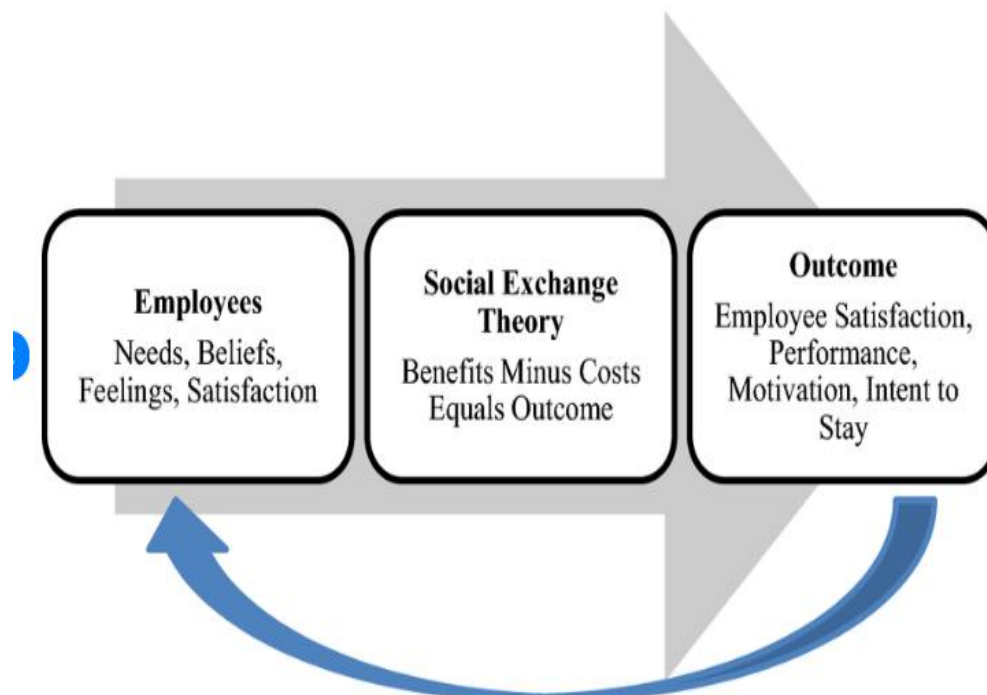 Employees
Needs, Beliefs,
Feelings, Satisfaction
Social Exchange
Theory
Benefits Minus Costs
Equals Outcome
Outcome
Employee Satisfaction,
Performance,
Motivation, Intent to
Stay